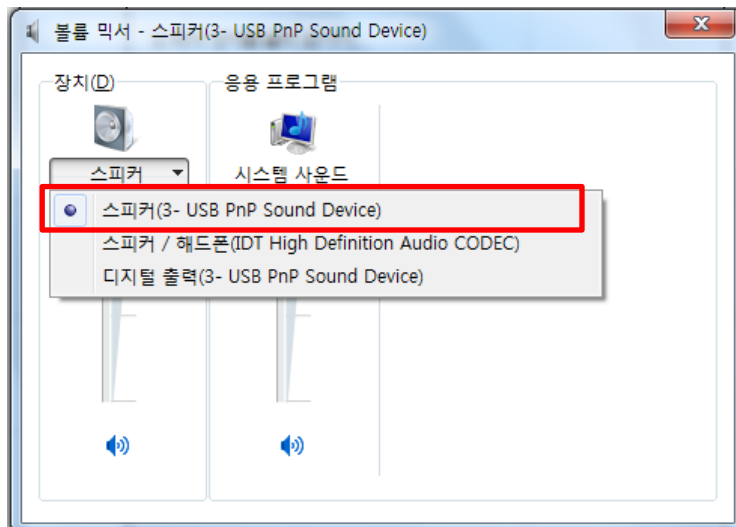 볼륨 믹서 - 스피커(3- USB PnP Sound Device)
장치(D)
응용 프로그램
스피커
시스템 사운드
스피커(3- USB PnP Sound Device)
스피커 / 해드폰(IDT High Definition Audio CODEC)
디지털 출력(3- USB PnP Sound Device)